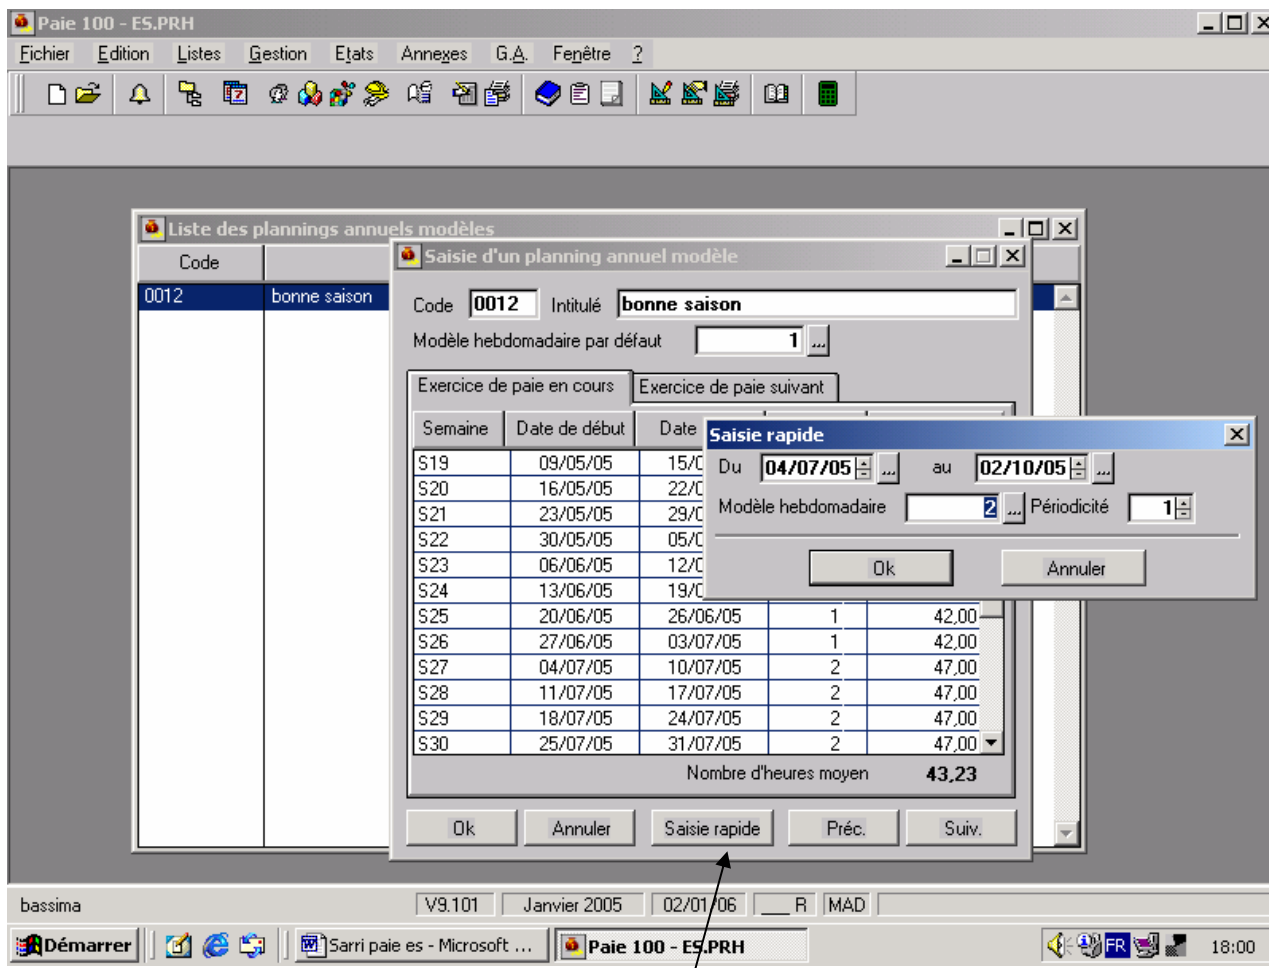 Paie 100 - ES.PRH
Fichier Edition Listes Gestion Etats Annexes G.A. Fenêtre ?
Liste des plannings annuels modèles
Code
0012 bonne saison
Saisie d'un planning annuel modèle
Code 0012 Intitulé bonne saison
Modèle hebdomadaire par défaut 1 ...
Exercice de paie en cours Exercice de paie suivant
Semaine Date de début Date
S19 09/05/05 15/0
S20 16/05/05 22/0
S21 23/05/05 29/0
S22 30/05/05 05/0
S23 06/06/05 12/0
S24 13/06/05 19/0
S25 20/06/05 26/06/05 1 42,00
S26 27/06/05 03/07/05 1 42,00
S27 04/07/05 10/07/05 2 47,00
S28 11/07/05 17/07/05 2 47,00
S29 18/07/05 24/07/05 2 47,00
S30 25/07/05 31/07/05 2 47,00
Nombre d'heures moyen 43,23
Ok Annuler Saisie rapide Préc. Suiv.
Saisie rapide
Du 04/07/05 ... au 02/10/05 ...
Modèle hebdomadaire 2 ... Périodicité 1
Ok Annuler
bassima V9.101 Janvier 2005 02/01/06 ___ R MAD
Démarrer Sarri paie es - Microsoft ... Paie 100 - ES.PRH FR 18:00